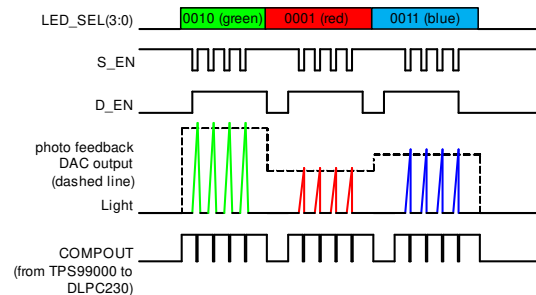 LED_SEL(3:0)
0010 (green)
0001 (red)
0011 (blue)
S_EN
D_EN
photo feedback
DAC output
(dashed line)
Light
COMPOUT
(from TPS99000 to
DLPC230)